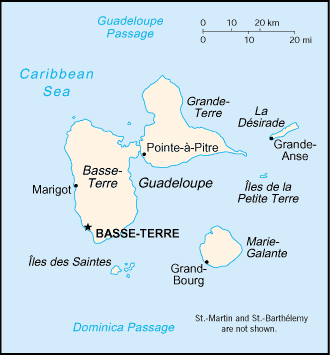 Guadeloupe
Passage
0 10 20 km
0 10 20 mi
Caribbean
Sea
Grande-
Terre
La
Désirade
Pointe-à-Pitre
Grande-
Anse
Basse-
Terre
Guadeloupe
Marigot
Îles de la
Petite Terre
BASSE-TERRE
Marie-
Galante
Îles des Saintes
Grand-
Bourg
St.-Martin and St.-Barthélemy
are not shown.
Dominica Passage